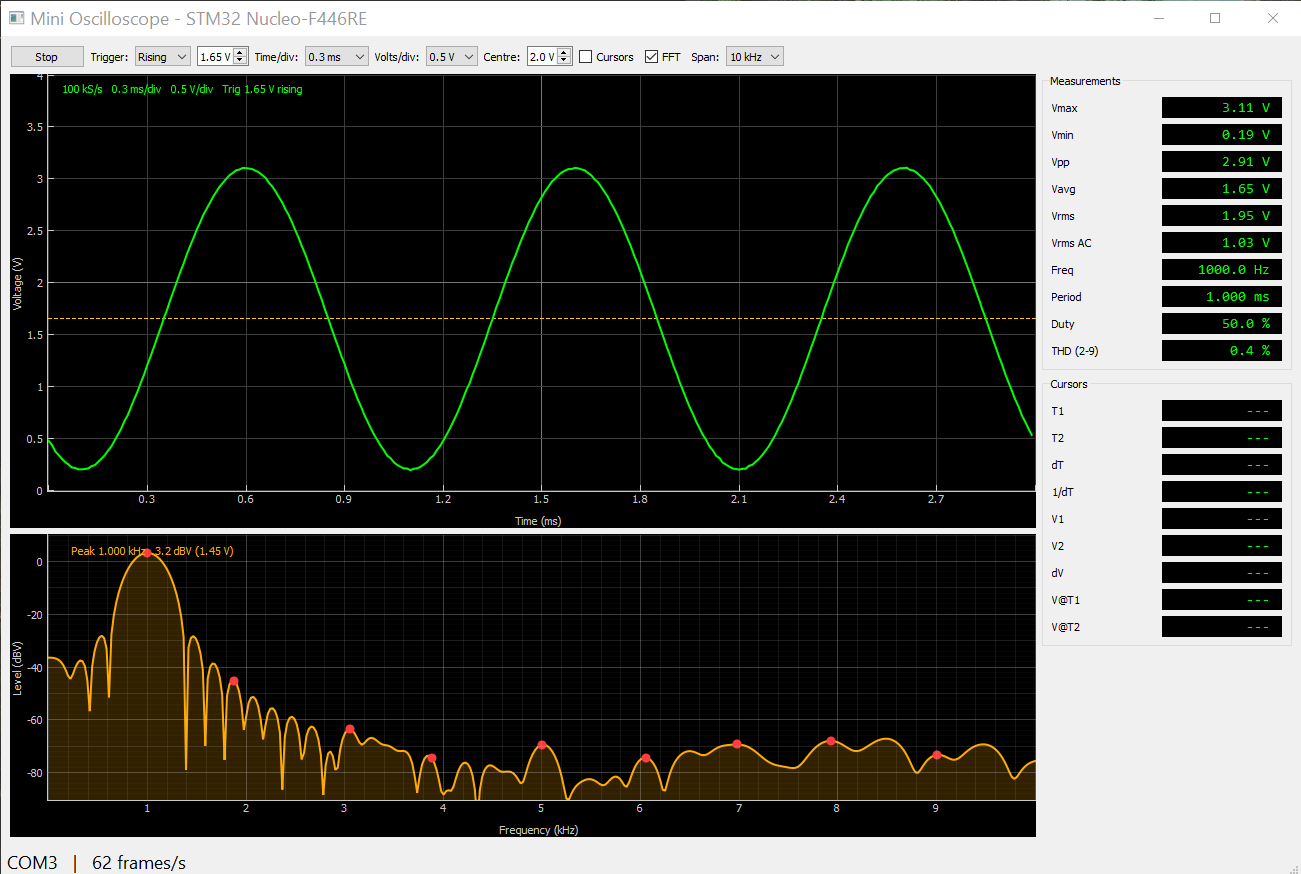 Mini Oscilloscope - STM32 Nucleo-F446RE
Stop Trigger: Rising 1.65 V Time/div: 0.3 ms Volts/div: 0.5 V Centre: 2.0 V Cursors FFT Span: 10 kHz
100 kS/s 0.3 ms/div 0.5 V/div Trig 1.65 V rising
Voltage (V)
4
3.5
3
2.5
2
1.5
1
0.5
0
0.3 0.6 0.9 1.2 1.5 1.8 2.1 2.4 2.7
Time (ms)
Peak 1.000 kHz 3.2 dBV (1.45 V)
Level (dBV)
0
-20
-40
-60
-80
1 2 3 4 5 6 7 8 9
Frequency (kHz)
Measurements
Vmax 3.11 V
Vmin 0.19 V
Vpp 2.91 V
Vavg 1.65 V
Vrms 1.95 V
Vrms AC 1.03 V
Freq 1000.0 Hz
Period 1.000 ms
Duty 50.0 %
THD (2-9) 0.4 %
Cursors
T1 ---
T2 ---
dT ---
1/dT ---
V1 ---
V2 ---
dV ---
V@T1 ---
V@T2 ---
COM3 | 62 frames/s